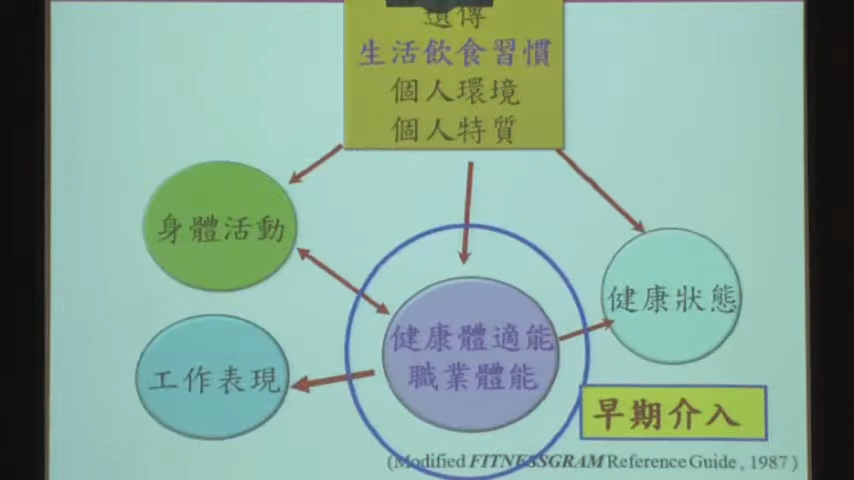 遺傳
生活飲食習慣
個人環境
個人特質
身體活動
健康狀態
健康體適能
職業體能
工作表現
早期介入
(Modified FITNESSGRAM Reference Guide , 1987 )